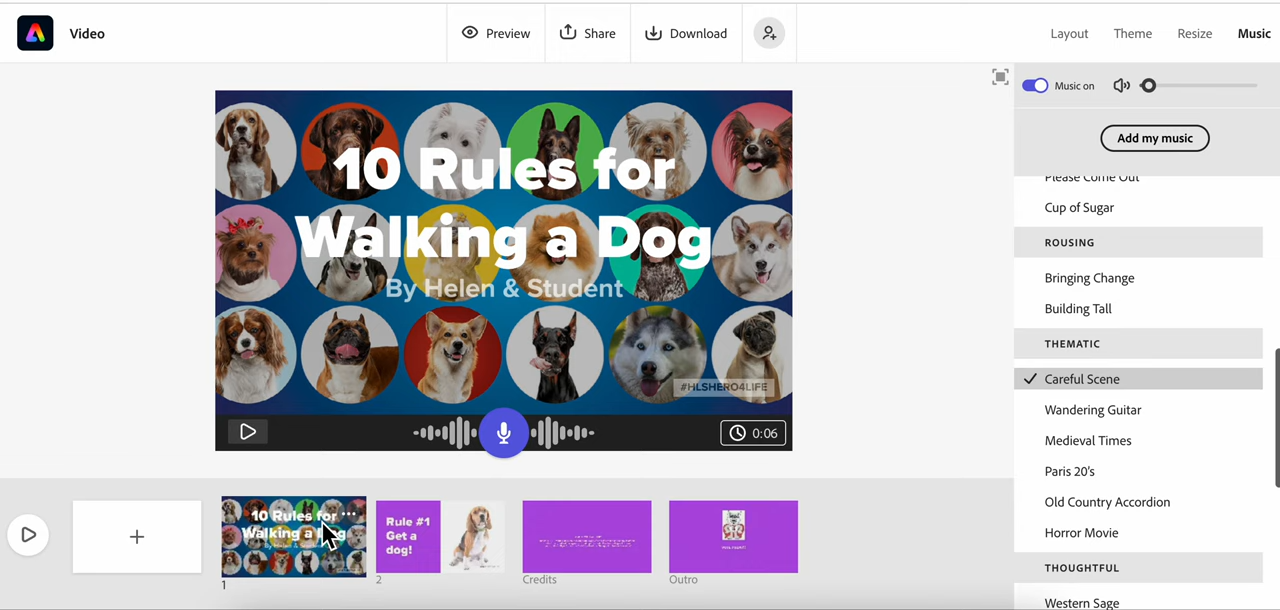 Video
Preview
Share
Download
Layout
Theme
Resize
Music
Music on
Add my music
Please Come Out
Cup of Sugar
ROUSING
Bringing Change
Building Tall
THEMATIC
Careful Scene
Wandering Guitar
Medieval Times
Paris 20's
Old Country Accordion
Horror Movie
THOUGHTFUL
Western Sage
10 Rules for
Walking a Dog
By Helen & Student
#HLSHERO4LIFE
0:06
10 Rules for
Walking a Dog
By Helen & Student
1
Rule #1
Get a
dog!
2
Credits
Outro